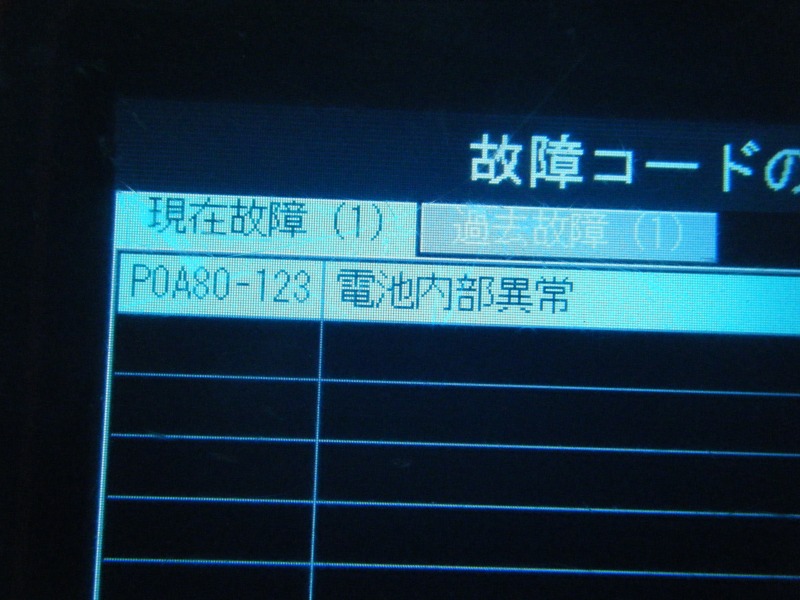 故障コードの
現在故障 (1) 過去故障 (1)
P0A80-123 電池内部異常